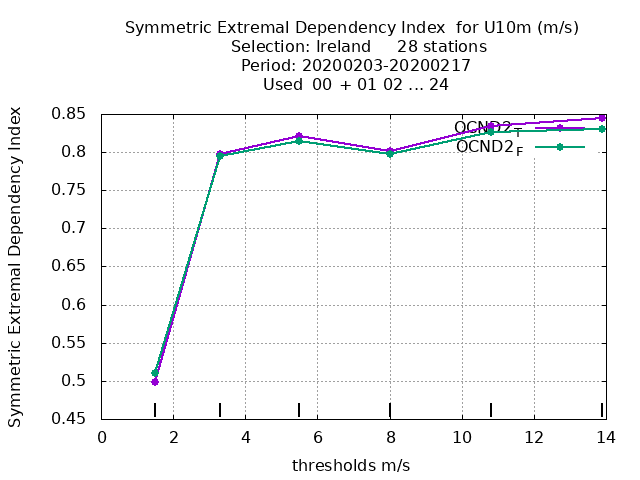 Symmetric Extremal Dependency Index  for U10m (m/s)
Selection: Ireland     28 stations
Period: 20200203-20200217
Used  00  + 01 02 ... 24
Symmetric Extremal Dependency Index
0.85
0.8
0.75
0.7
0.65
0.6
0.55
0.5
0.45
OCND2T
OCND2F
0 2 4 6 8 10 12 14
thresholds m/s